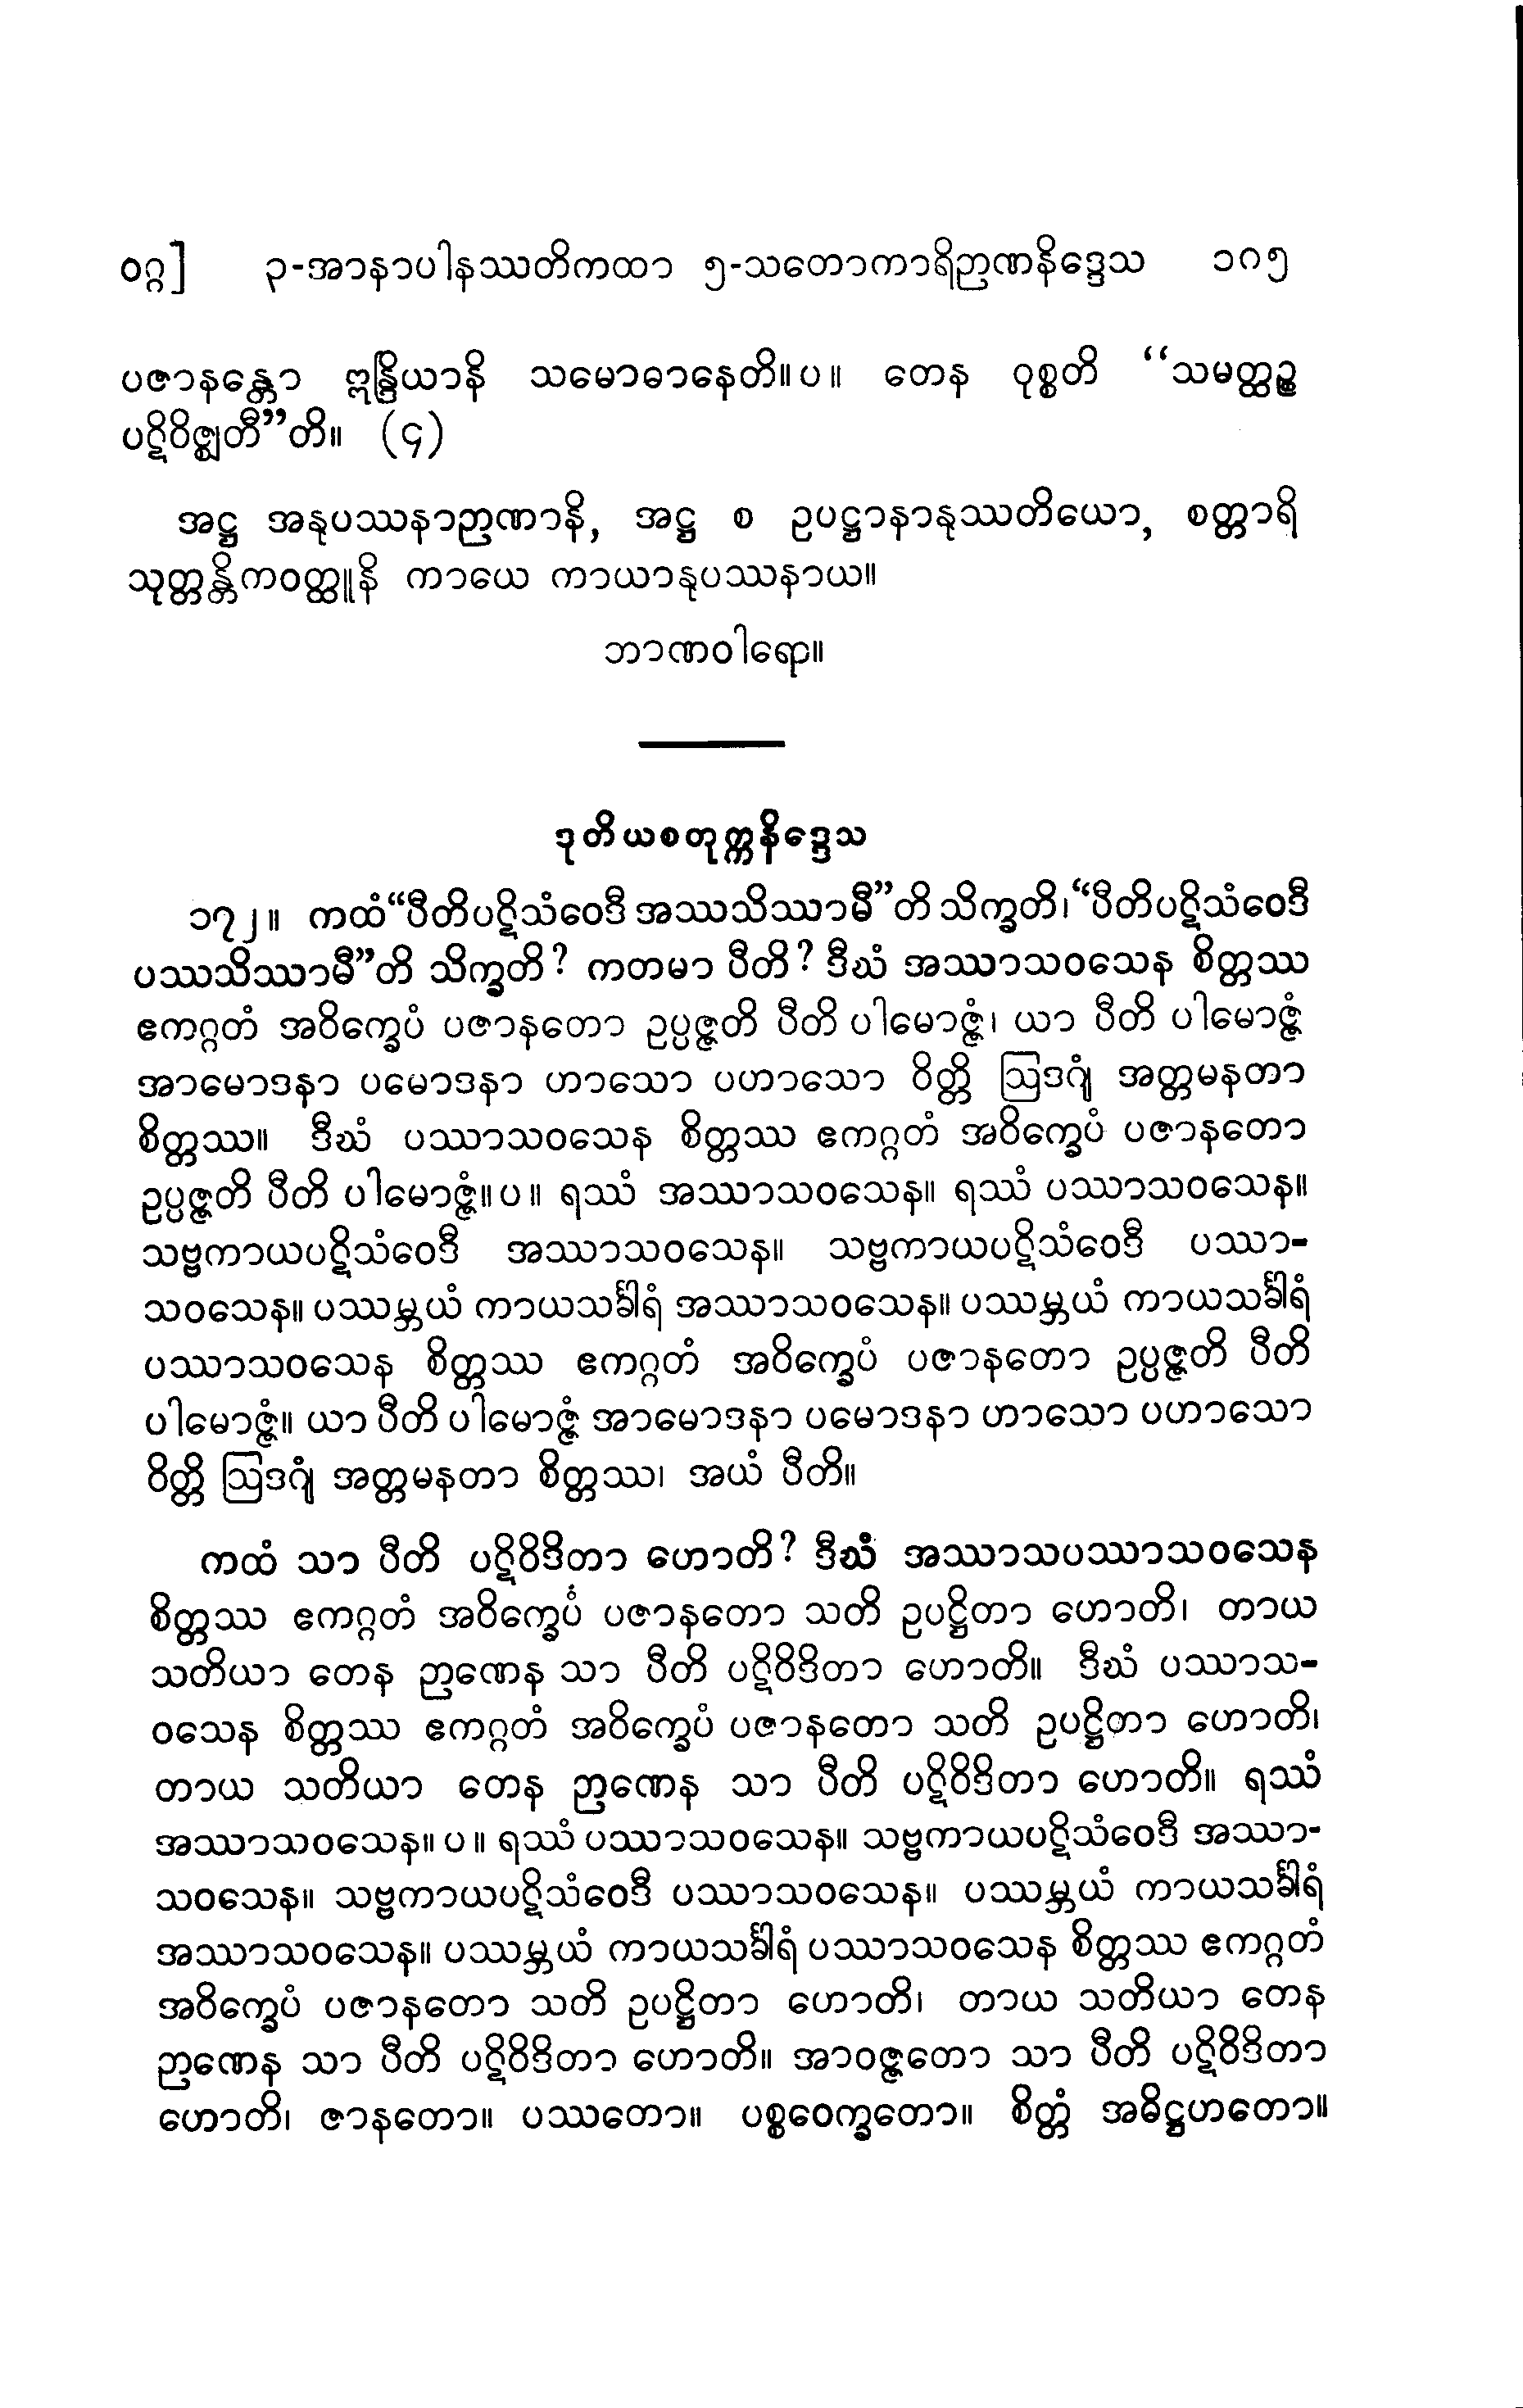 ဝဂ္ဂ] ၃-အာနာပါနဿတိကထာ ၅-သတောကာရိဉာဏနိဒ္ဒေသ ၁၈၅
ပဇာနန္တော ဣန္ဒြိယာနိ သမောဓာနေတိ။ ပ ။ တေန ဝုစ္စတိ “သမတ္ထဉ္စ
ပဋိဝိဇ္ဈတီ”တိ။ (၄)
အဋ္ဌ အနုပဿနာဉာဏာနိ, အဋ္ဌ စ ဥပဋ္ဌာနာနုဿတိယော, စတ္တာရိ
သုတ္တန္တိကဝတ္ထူနိ ကာယေ ကာယာနုပဿနာယ။
ဘာဏဝါရော။
ဒုတိယစတုက္ကနိဒ္ဒေသ
၁၇၂။ ကထံ“ပီတိပဋိသံဝေဒီ အဿသိဿာမီ”တိ သိက္ခတိ၊ “ပီတိပဋိသံဝေဒီ
ပဿသိဿာမီ”တိ သိက္ခတိ? ကတမာ ပီတိ? ဒီဃံ အဿာသဝသေန စိတ္တဿ
ဧကဂ္ဂတံ အဝိက္ခေပံ ပဇာနတော ဥပ္ပဇ္ဇတိ ပီတိ ပါမောဇ္ဇံ၊ ယာ ပီတိ ပါမောဇ္ဇံ
အာမောဒနာ ပမောဒနာ ဟာသော ပဟာသော ဝိတ္တိ ဩဒဂျံ အတ္တမနတာ
စိတ္တဿ။ ဒီဃံ ပဿာသဝသေန စိတ္တဿ ဧကဂ္ဂတံ အဝိက္ခေပံ ပဇာနတော
ဥပ္ပဇ္ဇတိ ပီတိ ပါမောဇ္ဇံ။ ပ ။ ရဿံ အဿာသဝသေန။ ရဿံ ပဿာသဝသေန။
သဗ္ဗကာယပဋိသံဝေဒီ အဿာသဝသေန။ သဗ္ဗကာယပဋိသံဝေဒီ ပဿာ-
သဝသေန။ ပဿမ္ဘယံ ကာယသင်္ခါရံ အဿာသဝသေန။ ပဿမ္ဘယံ ကာယသင်္ခါရံ
ပဿာသဝသေန စိတ္တဿ ဧကဂ္ဂတံ အဝိက္ခေပံ ပဇာနတော ဥပ္ပဇ္ဇတိ ပီတိ
ပါမောဇ္ဇံ။ ယာ ပီတိ ပါမောဇ္ဇံ အာမောဒနာ ပမောဒနာ ဟာသော ပဟာသော
ဝိတ္တိ ဩဒဂျံ အတ္တမနတာ စိတ္တဿ၊ အယံ ပီတိ။
ကထံ သာ ပီတိ ပဋိဝိဒိတာ ဟောတိ? ဒီဃံ အဿာသပဿာသဝသေန
စိတ္တဿ ဧကဂ္ဂတံ အဝိက္ခေပံ ပဇာနတော သတိ ဥပဋ္ဌိတာ ဟောတိ၊ တာယ
သတိယာ တေန ဉာဏေန သာ ပီတိ ပဋိဝိဒိတာ ဟောတိ။ ဒီဃံ ပဿာသ-
ဝသေန စိတ္တဿ ဧကဂ္ဂတံ အဝိက္ခေပံ ပဇာနတော သတိ ဥပဋ္ဌိတာ ဟောတိ၊
တာယ သတိယာ တေန ဉာဏေန သာ ပီတိ ပဋိဝိဒိတာ ဟောတိ။ ရဿံ
အဿာသဝသေန။ ပ ။ ရဿံ ပဿာသဝသေန။ သဗ္ဗကာယပဋိသံဝေဒီ အဿာ-
သဝသေန။ သဗ္ဗကာယပဋိသံဝေဒီ ပဿာသဝသေန။ ပဿမ္ဘယံ ကာယသင်္ခါရံ
အဿာသဝသေန။ ပဿမ္ဘယံ ကာယသင်္ခါရံ ပဿာသဝသေန စိတ္တဿ ဧကဂ္ဂတံ
အဝိက္ခေပံ ပဇာနတော သတိ ဥပဋ္ဌိတာ ဟောတိ၊ တာယ သတိယာ တေန
ဉာဏေန သာ ပီတိ ပဋိဝိဒိတာ ဟောတိ။ အာဝဇ္ဇတော သာ ပီတိ ပဋိဝိဒိတာ
ဟောတိ၊ ဇာနတော။ ပဿတော။ ပစ္စဝေက္ခတော။ စိတ္တံ အဓိဋ္ဌဟတော။